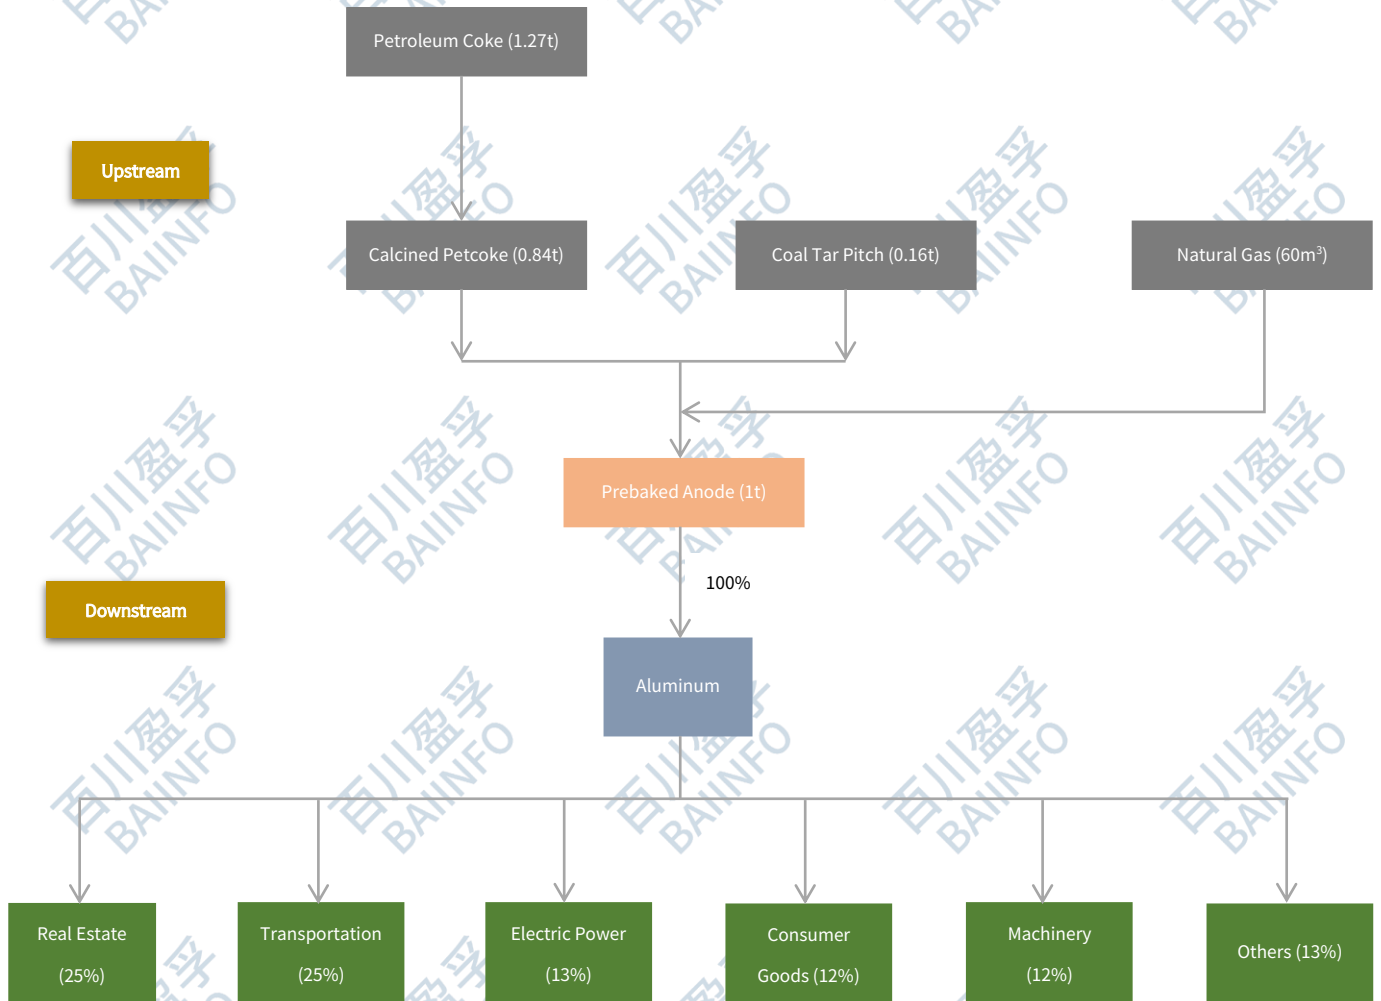 Petroleum Coke (1.27t)
Upstream
Calcined Petcoke (0.84t)
Coal Tar Pitch (0.16t)
Natural Gas (60m³)
Prebaked Anode (1t)
100%
Downstream
Aluminum
Real Estate
(25%)
Transportation
(25%)
Electric Power
(13%)
Consumer
Goods (12%)
Machinery
(12%)
Others (13%)
百川盈孚
BAIINFO